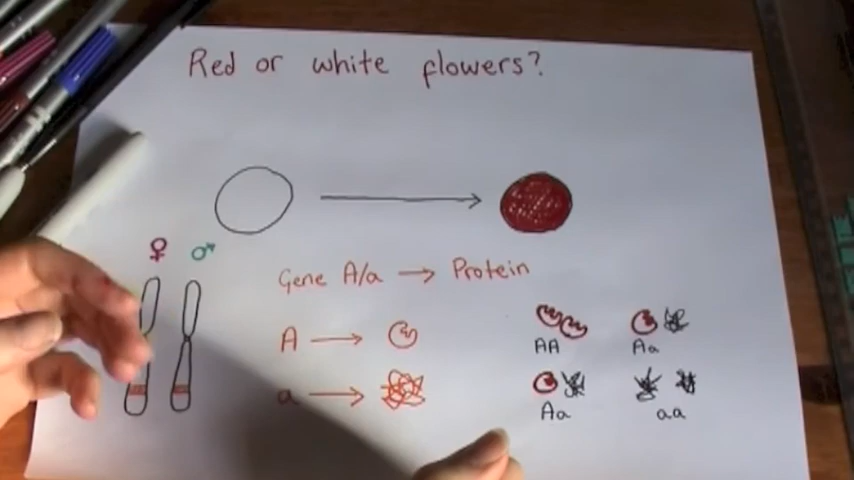 Red or white flowers?
♀ ♂
Gene A/a → Protein
A →
AA Aa
a →
Aa aa